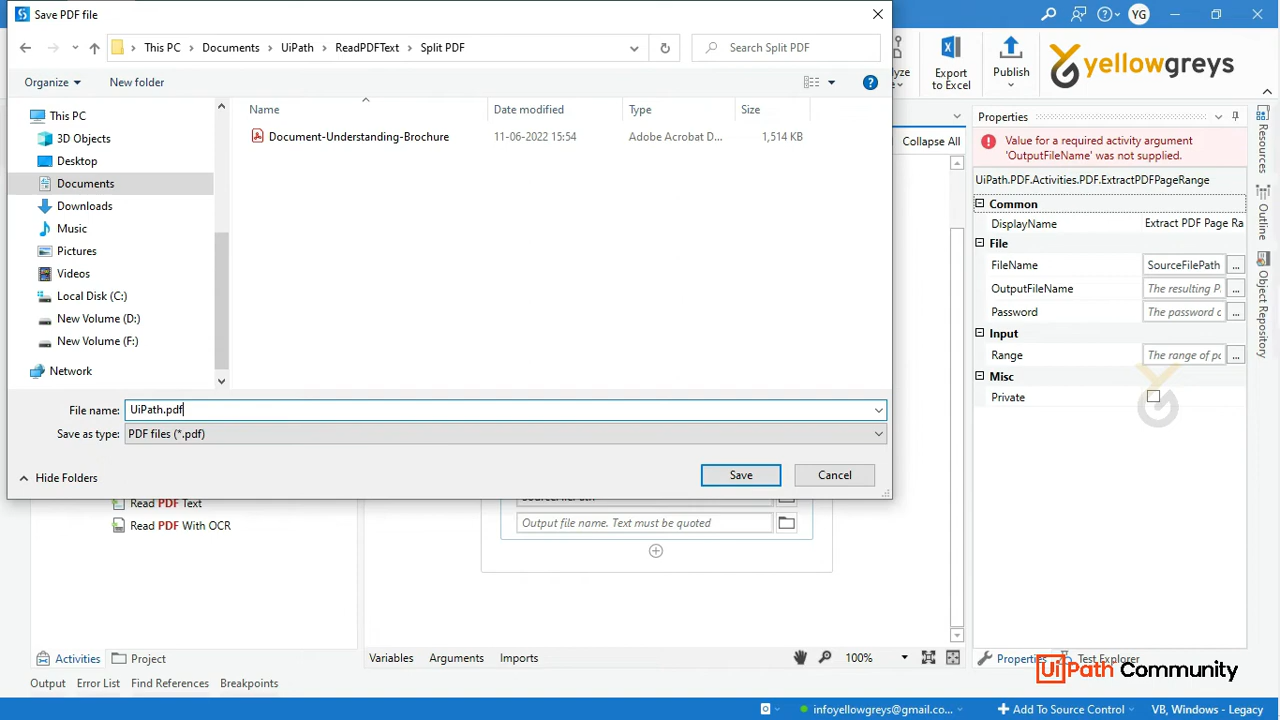 Save PDF file
YG
This PC
Documents
UiPath
ReadPDFText
Split PDF
Search Split PDF
Export
to Excel
Publish
yellowgreys
Organize
New folder
Name
Date modified
Type
Size
Document-Understanding-Brochure
11-06-2022 15:54
Adobe Acrobat D...
1,514 KB
This PC
3D Objects
Desktop
Documents
Downloads
Music
Pictures
Videos
Local Disk (C:)
New Volume (D:)
New Volume (F:)
Network
File name:
UiPath.pdf
Save as type:
PDF files (*.pdf)
Hide Folders
Save
Cancel
Collapse All
Properties
Value for a required activity argument
'OutputFileName' was not supplied.
UiPath.PDF.Activities.PDF.ExtractPDFPageRange
Common
DisplayName
Extract PDF Page Ra
File
FileName
SourceFilePath
...
OutputFileName
The resulting P
...
Password
The password o
...
Input
Range
The range of pa
...
Misc
Private
Resources
Outline
Object Repository
Read PDF Text
Read PDF With OCR
Output file name. Text must be quoted
Activities
Project
Variables
Arguments
Imports
100%
Properties
Test Explorer
UiPath Community
Output
Error List
Find References
Breakpoints
infoyellowgreys@gmail.co...
Add To Source Control
VB, Windows - Legacy